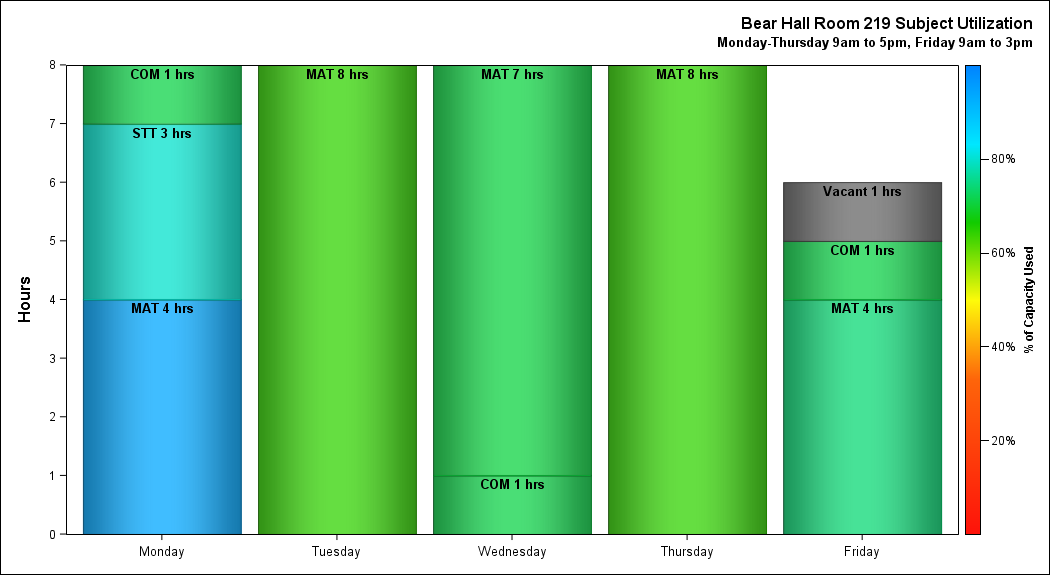 Bear Hall Room 219 Subject Utilization
Monday-Thursday 9am to 5pm, Friday 9am to 3pm
Hours
8
7
6
5
4
3
2
1
0
COM 1 hrs
STT 3 hrs
MAT 4 hrs
MAT 8 hrs
MAT 7 hrs
COM 1 hrs
MAT 8 hrs
Vacant 1 hrs
COM 1 hrs
MAT 4 hrs
Monday
Tuesday
Wednesday
Thursday
Friday
80%
60%
40%
20%
% of Capacity Used